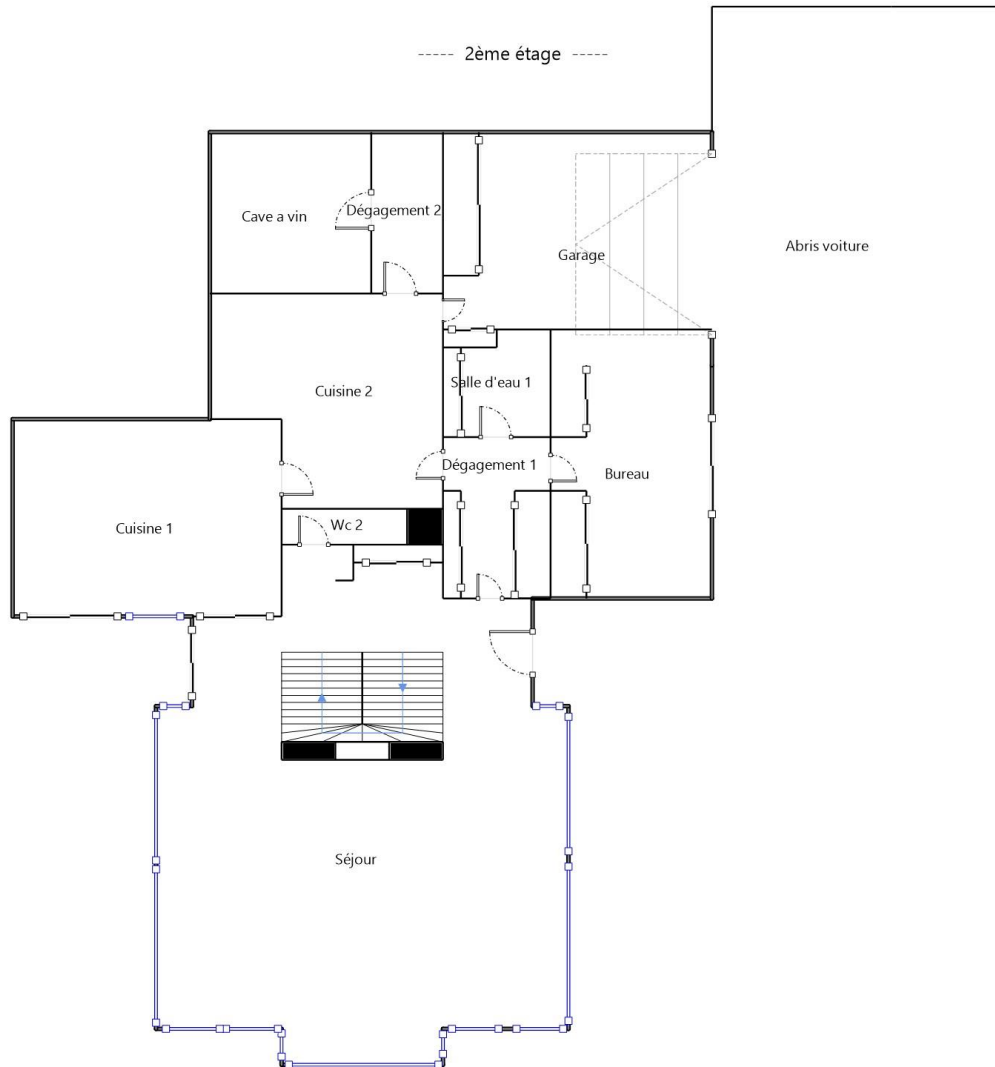 ----- 2ème étage -----
Cave a vin
Dégagement 2
Garage
Abris voiture
Cuisine 2
Salle d'eau 1
Dégagement 1
Bureau
Cuisine 1
Wc 2
Séjour